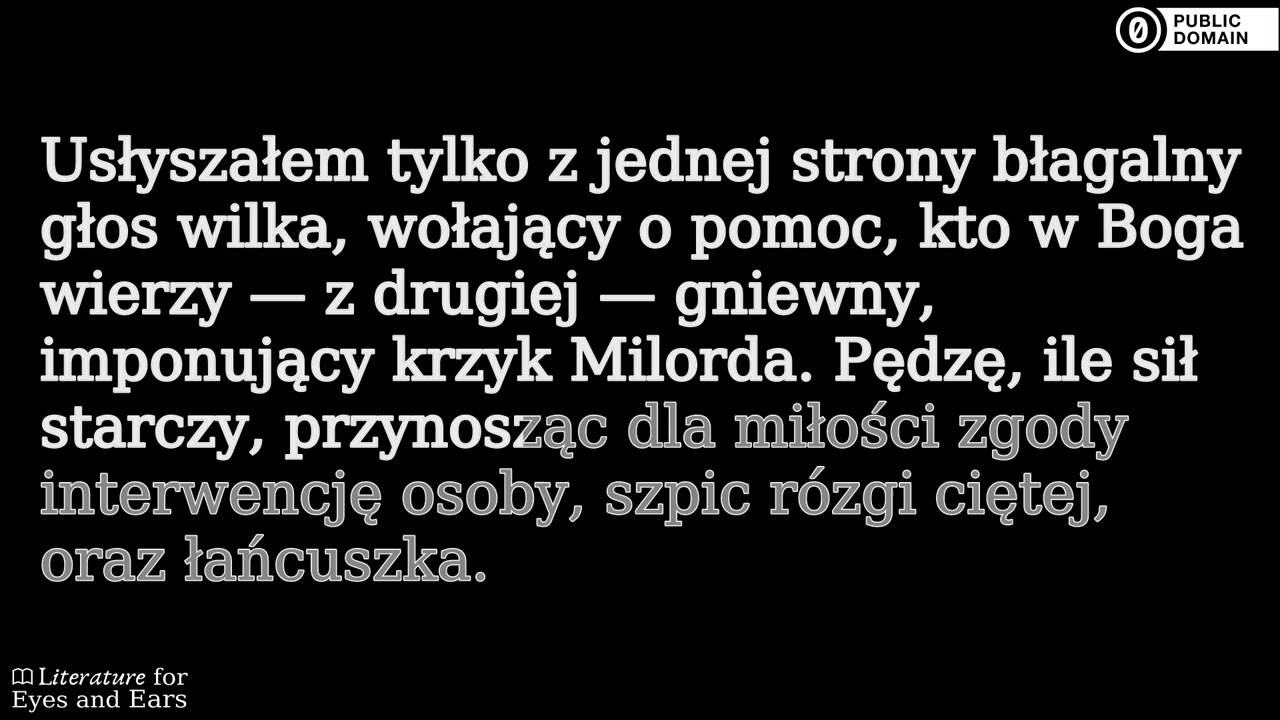 PUBLIC
DOMAIN
Usłyszałem tylko z jednej strony błagalny
głos wilka, wołający o pomoc, kto w Boga
wierzy — z drugiej — gniewny,
imponujący krzyk Milorda. Pędzę, ile sił
starczy, przynosząc dla miłości zgody
interwencję osoby, szpic rózgi ciętej,
oraz łańcuszka.
Literature for
Eyes and Ears